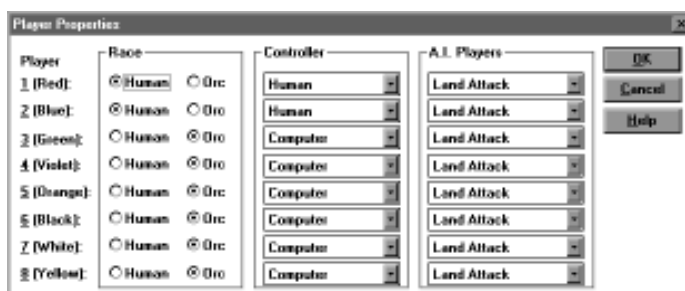 Player Properties
Player Race Controller A.I. Players OK
1 (Red): Human Orc Human Land Attack
Cancel
2 (Blue): Human Orc Human Land Attack
Help
3 (Green): Human Orc Computer Land Attack
4 (Violet): Human Orc Computer Land Attack
5 (Orange): Human Orc Computer Land Attack
6 (Black): Human Orc Computer Land Attack
7 (White): Human Orc Computer Land Attack
8 (Yellow): Human Orc Computer Land Attack